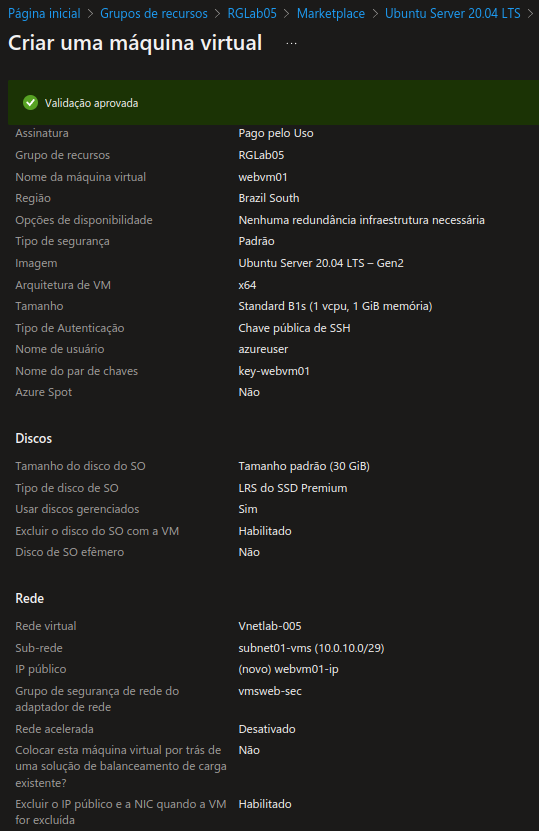 Página inicial > Grupos de recursos > RGLab05 > Marketplace > Ubuntu Server 20.04 LTS >
Criar uma máquina virtual ...
Validação aprovada
Assinatura Pago pelo Uso
Grupo de recursos RGLab05
Nome da máquina virtual webvm01
Região Brazil South
Opções de disponibilidade Nenhuma redundância infraestrutura necessária
Tipo de segurança Padrão
Imagem Ubuntu Server 20.04 LTS – Gen2
Arquitetura de VM x64
Tamanho Standard B1s (1 vcpu, 1 GiB memória)
Tipo de Autenticação Chave pública de SSH
Nome de usuário azureuser
Nome do par de chaves key-webvm01
Azure Spot Não
Discos
Tamanho do disco do SO Tamanho padrão (30 GiB)
Tipo de disco de SO LRS do SSD Premium
Usar discos gerenciados Sim
Excluir o disco do SO com a VM Habilitado
Disco de SO efêmero Não
Rede
Rede virtual Vnetlab-005
Sub-rede subnet01-vms (10.0.10.0/29)
IP público (novo) webvm01-ip
Grupo de segurança de rede do vmsweb-sec
adaptador de rede
Rede acelerada Desativado
Colocar esta máquina virtual por trás de Não
uma solução de balanceamento de carga
existente?
Excluir o IP público e a NIC quando a VM Habilitado
for excluída